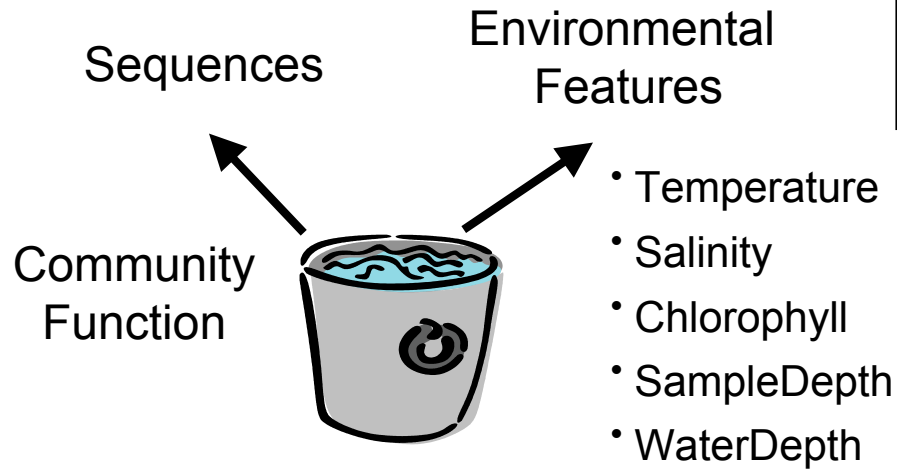 Sequences
Environmental
Features
Community
Function
• Temperature
• Salinity
• Chlorophyll
• SampleDepth
• WaterDepth